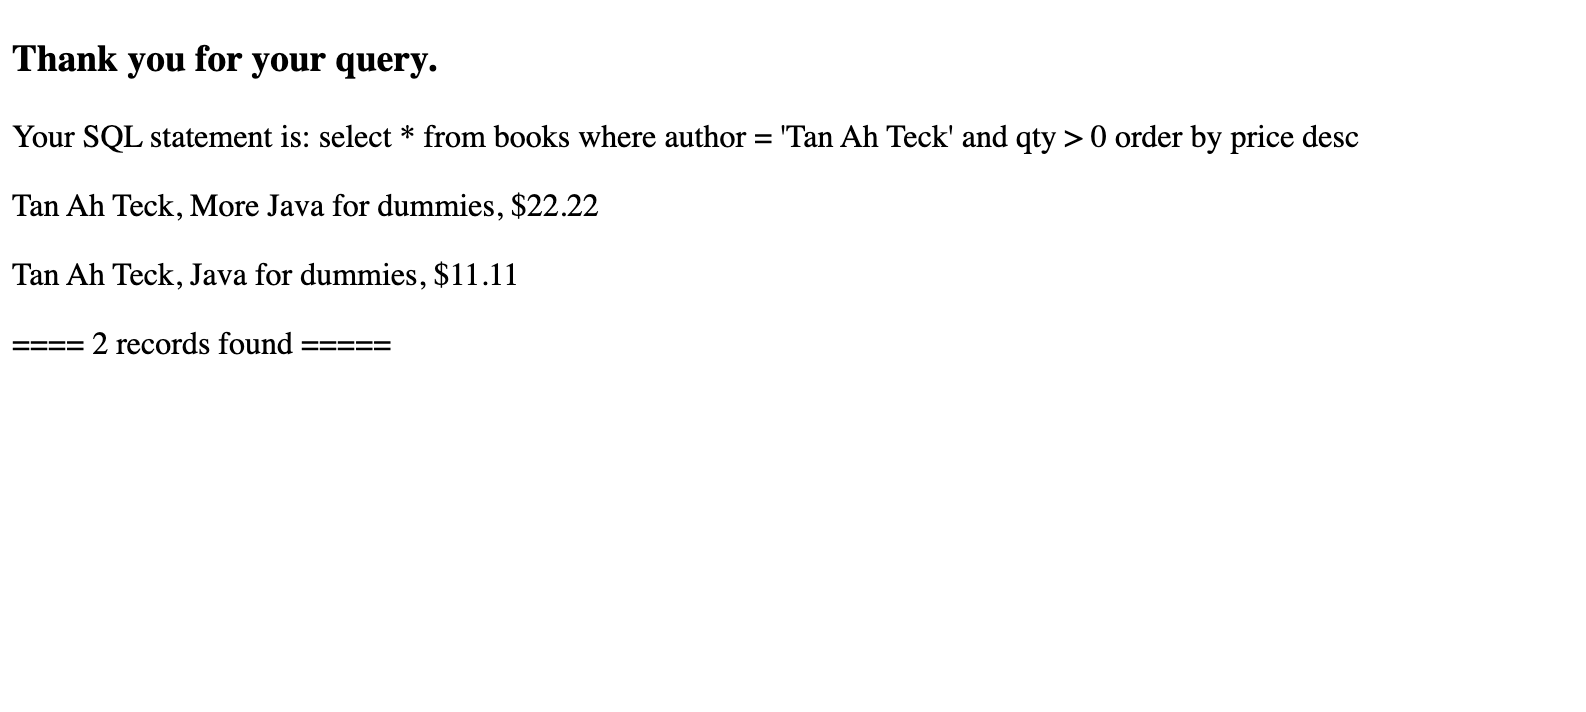 Thank you for your query.
Your SQL statement is: select * from books where author = 'Tan Ah Teck' and qty > 0 order by price desc
Tan Ah Teck, More Java for dummies, $22.22
Tan Ah Teck, Java for dummies, $11.11
==== 2 records found =====